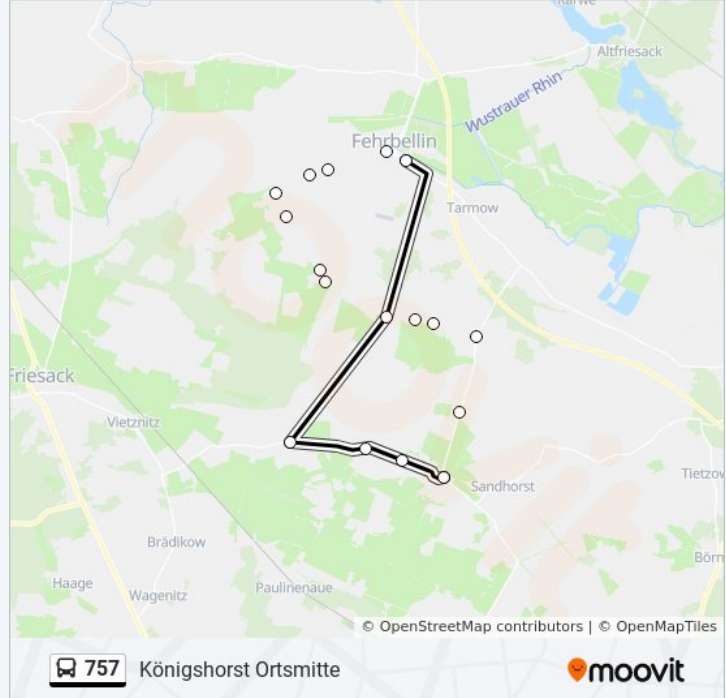 Karwe
Altfriesack
Wustrauer Rhin
Fehrbellin
Tarmow
Friesack
Vietznitz
Sandhorst
Tietzow
Brädikow
Börn
Haage
Paulinenaue
Wagenitz
© OpenStreetMap contributors | © OpenMapTiles
757 Königshorst Ortsmitte
moovit